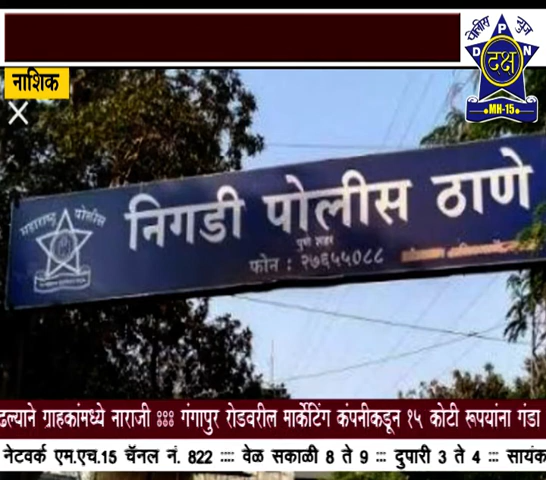 पोलीस न्युज
D P N
दक्ष
MH-15
नाशिक
महाराष्ट्र पोलीस
निगडी पोलीस ठाणे
पुणे शहर
फोन : २७६५५०८८
ढल्याने ग्राहकांमध्ये नाराजी ::: गंगापुर रोडवरील मार्केटिंग कंपनीकडून १५ कोटी रूपयांना गंडा
नेटवर्क एम.एच.15 चॅनल नं. 822 :::: वेळ सकाळी 8 ते 9 ::: दुपारी 3 ते 4 ::: सायंक